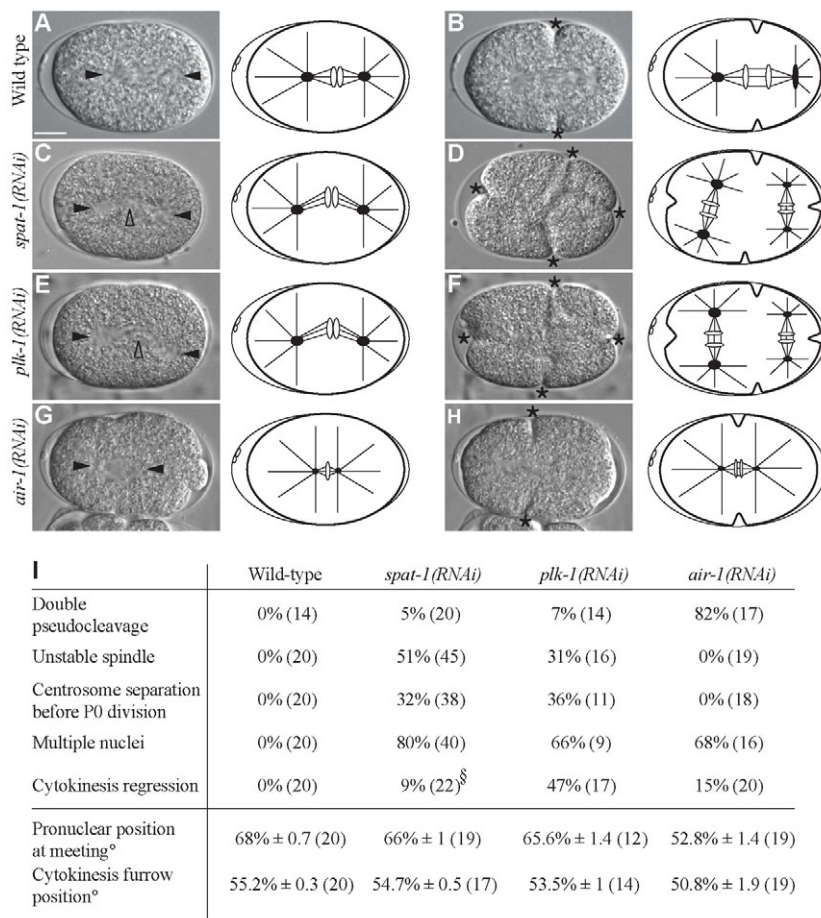 A
B
Wild type
C
D
spat-1(RNAi)
E
F
plk-1(RNAi)
G
H
air-1(RNAi)
I
Wild-type spat-1(RNAi) plk-1(RNAi) air-1(RNAi)
Double
pseudocleavage 0% (14) 5% (20) 7% (14) 82% (17)
Unstable spindle 0% (20) 51% (45) 31% (16) 0% (19)
Centrosome separation
before P0 division 0% (20) 32% (38) 36% (11) 0% (18)
Multiple nuclei 0% (20) 80% (40) 66% (9) 68% (16)
Cytokinesis regression 0% (20) 9% (22)§ 47% (17) 15% (20)
Pronuclear position
at meeting° 68% ± 0.7 (20) 66% ± 1 (19) 65.6% ± 1.4 (12) 52.8% ± 1.4 (19)
Cytokinesis furrow
position° 55.2% ± 0.3 (20) 54.7% ± 0.5 (17) 53.5% ± 1 (14) 50.8% ± 1.9 (19)